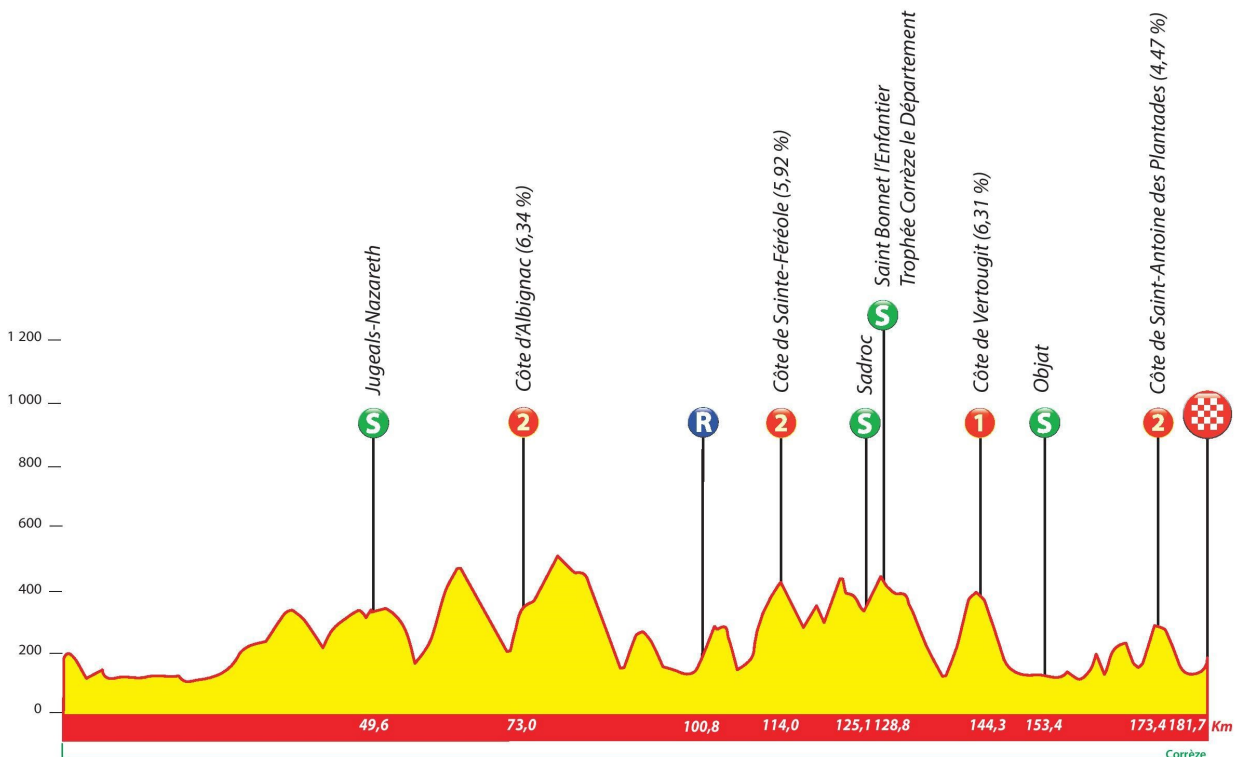 Jugeals-Nazareth
Côte d'Albignac (6,34 %)
Côte de Sainte-Féréole (5,92 %)
Sadroc
Saint Bonnet l'Enfantier
Trophée Corrèze le Département
Côte de Vertougit (6,31 %)
Objat
Côte de Saint-Antoine des Plantades (4,47 %)
S
S 2 R 2 S 1 S 2
1 200
1 000
800
600
400
200
0
49,6 73,0 100,8 114,0 125,1 128,8 144,3 153,4 173,4 181,7 Km
Corrèze